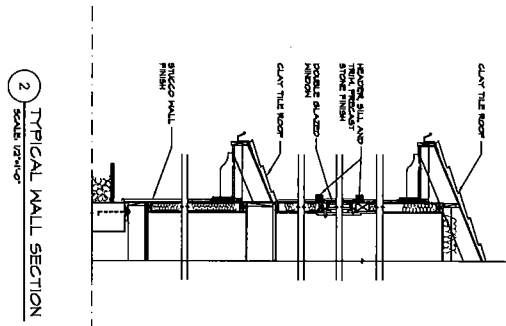 CLAY TILE ROOF
HEADER, SILL AND
TRIM, PRECAST
STONE FINISH
DOUBLE GLAZED
WINDOW
CLAY TILE ROOF
STUCCO WALL
FINISH
2
TYPICAL WALL SECTION
SCALE: 1/2"=1'-0"